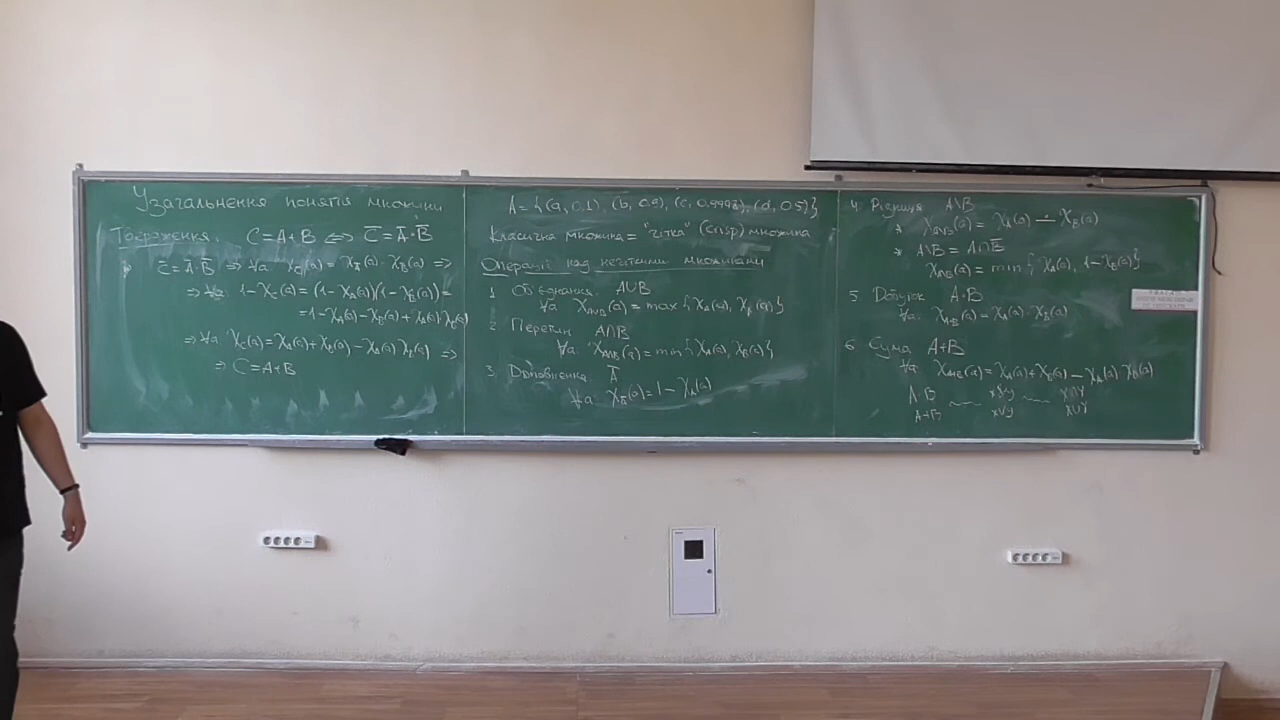 Узагальнення поняття множини
Твердження. C = A + B ⟺ C̅ = A̅·B̅
C̅ = A̅·B̅ ⇒ ∀a: χ_C̅(a) = χ_A̅(a)·χ_B̅(a) ⇒
⇒ ∀a: 1-χ_C(a) = (1-χ_A(a))(1-χ_B(a)) =
= 1-χ_A(a)-χ_B(a)+χ_A(a)·χ_B(a)
⇒ ∀a: χ_C(a) = χ_A(a)+χ_B(a)-χ_A(a)χ_B(a) ⇒
⇒ C = A+B
A = {(a, 0.1), (b, 0.9), (c, 0.9998), (d, 0.5)}
Класична множина = "чітка" (crisp) множина
Операції над нечіткими множинами
1. Об'єднання. A∪B
∀a: χ_A∪B(a) = max{χ_A(a), χ_B(a)}
2. Перетин A∩B
∀a: χ_A∩B(a) = min{χ_A(a), χ_B(a)}
3. Доповнення. A̅
∀a: χ_A̅(a) = 1 - χ_A(a)
4. Різниця A\B
* χ_A\B(a) = χ_A(a) ∸ χ_B(a)
* A\B = A∩B̅
χ_A\B(a) = min{χ_A(a), 1-χ_B(a)}
5. Добуток A·B
∀a: χ_A·B(a) = χ_A(a)·χ_B(a)
6. Сума A+B
∀a: χ_A+B(a) = χ_A(a)+χ_B(a) - χ_A(a)·χ_B(a)
A·B x&y X∩Y
A+B x∨y X∪Y